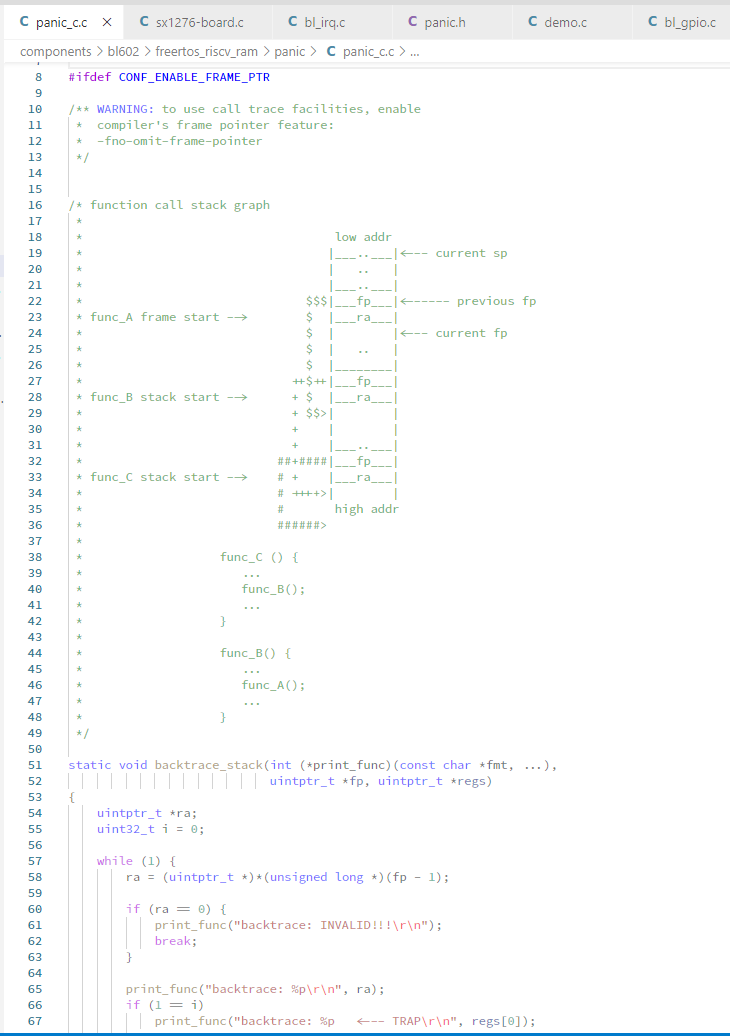 panic_c.c × sx1276-board.c bl_irq.c panic.h demo.c bl_gpio.c
components > bl602 > freertos_riscv_ram > panic > C panic_c.c > ...
8 #ifdef CONF_ENABLE_FRAME_PTR
9
10 /** WARNING: to use call trace facilities, enable
11  *  compiler's frame pointer feature:
12  *  -fno-omit-frame-pointer
13  */
14
15
16 /* function call stack graph
17  *
18  *                                   low addr
19  *                                  |___..___|<--- current sp
20  *                                  |   ..   |
21  *                                  |___..___|
22  *                               $$$|___fp___|<------ previous fp
23  * func_A frame start -->        $  |___ra___|
24  *                               $  |        |<--- current fp
25  *                               $  |   ..   |
26  *                               $  |________|
27  *                             ++$++|___fp___|
28  * func_B stack start -->      + $  |___ra___|
29  *                             + $$>|        |
30  *                             +    |        |
31  *                             +    |___..___|
32  *                           ##+####|___fp___|
33  * func_C stack start -->    # +    |___ra___|
34  *                           # ++++>|        |
35  *                           #       high addr
36  *                           ######>
37  *
38  *                   func_C () {
39  *                      ...
40  *                      func_B();
41  *                      ...
42  *                   }
43  *
44  *                   func_B() {
45  *                      ...
46  *                      func_A();
47  *                      ...
48  *                   }
49  */
50
51 static void backtrace_stack(int (*print_func)(const char *fmt, ...),
52                             uintptr_t *fp, uintptr_t *regs)
53 {
54     uintptr_t *ra;
55     uint32_t i = 0;
56
57     while (1) {
58         ra = (uintptr_t *)*(unsigned long *)(fp - 1);
59
60         if (ra == 0) {
61             print_func("backtrace: INVALID!!!\r\n");
62             break;
63         }
64
65         print_func("backtrace: %p\r\n", ra);
66         if (1 == i)
67             print_func("backtrace: %p   <--- TRAP\r\n", regs[0]);